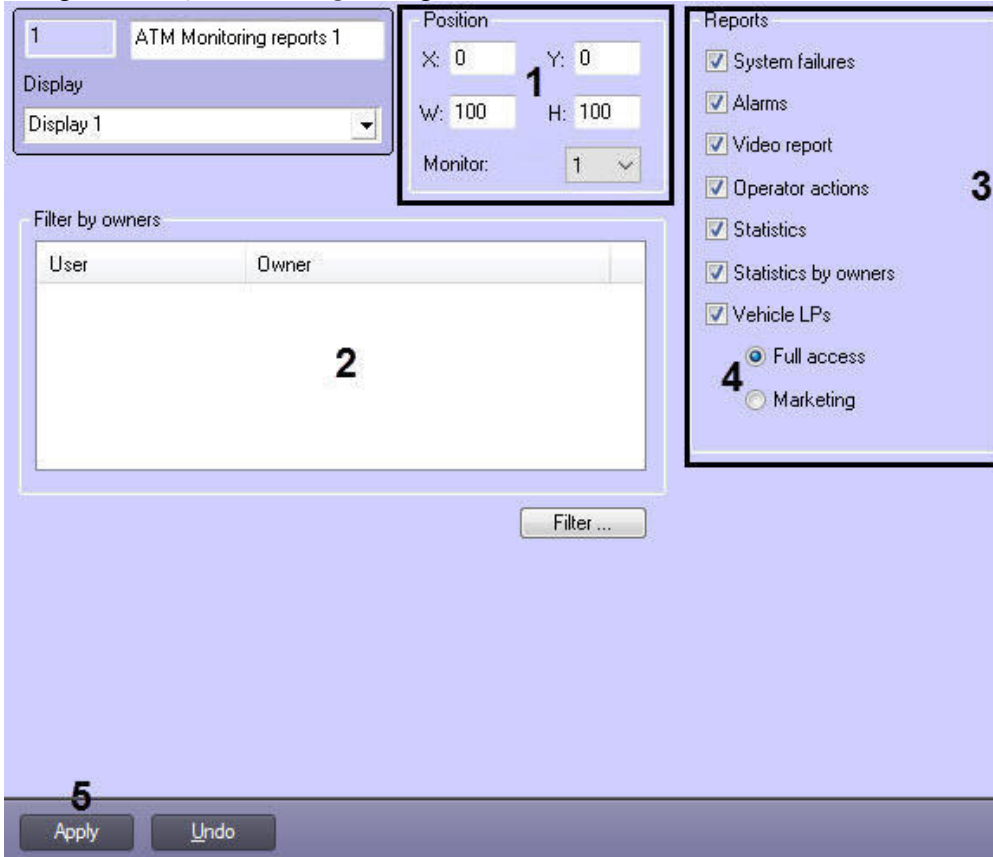 1
ATM Monitoring reports 1
Display
Display 1
Position
X: 0
Y: 0
1
W: 100
H: 100
Monitor: 1
Reports
System failures
Alarms
Video report
Operator actions
3
Statistics
Statistics by owners
Vehicle LPs
Full access
4
Marketing
Filter by owners
User
Owner
2
Filter ...
5
Apply
Undo